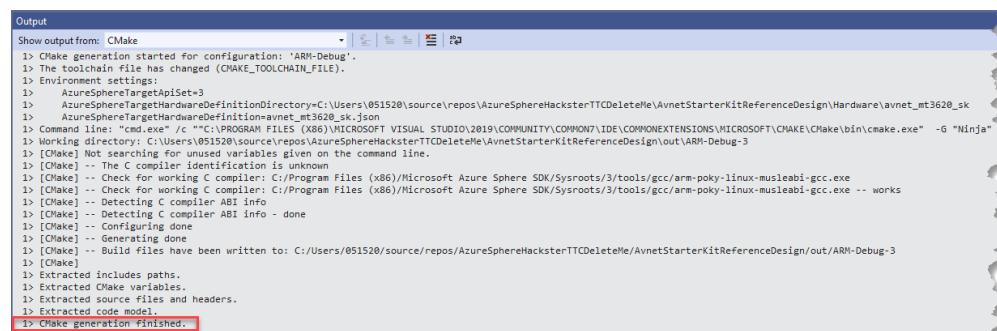 Output
Show output from: CMake
1> CMake generation started for configuration: 'ARM-Debug'.
1> The toolchain file has changed (CMAKE_TOOLCHAIN_FILE).
1> Environment settings:
1>     AzureSphereTargetApiSet=3
1>     AzureSphereTargetHardwareDefinitionDirectory=C:\Users\051520\source\repos\AzureSphereHacksterTTCDeleteMe\AvnetStarterKitReferenceDesign\Hardware\avnet_mt3620_sk
1>     AzureSphereTargetHardwareDefinition=avnet_mt3620_sk.json
1> Command line: "cmd.exe" /c ""C:\PROGRAM FILES (X86)\MICROSOFT VISUAL STUDIO\2019\COMMUNITY\COMMON7\IDE\COMMONEXTENSIONS\MICROSOFT\CMAKE\CMake\bin\cmake.exe"  -G "Ninja"
1> Working directory: C:\Users\051520\source\repos\AzureSphereHacksterTTCDeleteMe\AvnetStarterKitReferenceDesign\out\ARM-Debug-3
1> [CMake] Not searching for unused variables given on the command line.
1> [CMake] -- The C compiler identification is unknown
1> [CMake] -- Check for working C compiler: C:/Program Files (x86)/Microsoft Azure Sphere SDK/Sysroots/3/tools/gcc/arm-poky-linux-musleabi-gcc.exe
1> [CMake] -- Check for working C compiler: C:/Program Files (x86)/Microsoft Azure Sphere SDK/Sysroots/3/tools/gcc/arm-poky-linux-musleabi-gcc.exe -- works
1> [CMake] -- Detecting C compiler ABI info
1> [CMake] -- Detecting C compiler ABI info - done
1> [CMake] -- Configuring done
1> [CMake] -- Generating done
1> [CMake] -- Build files have been written to: C:/Users/051520/source/repos/AzureSphereHacksterTTCDeleteMe/AvnetStarterKitReferenceDesign/out/ARM-Debug-3
1> [CMake]
1> Extracted includes paths.
1> Extracted CMake variables.
1> Extracted source files and headers.
1> Extracted code model.
1> CMake generation finished.